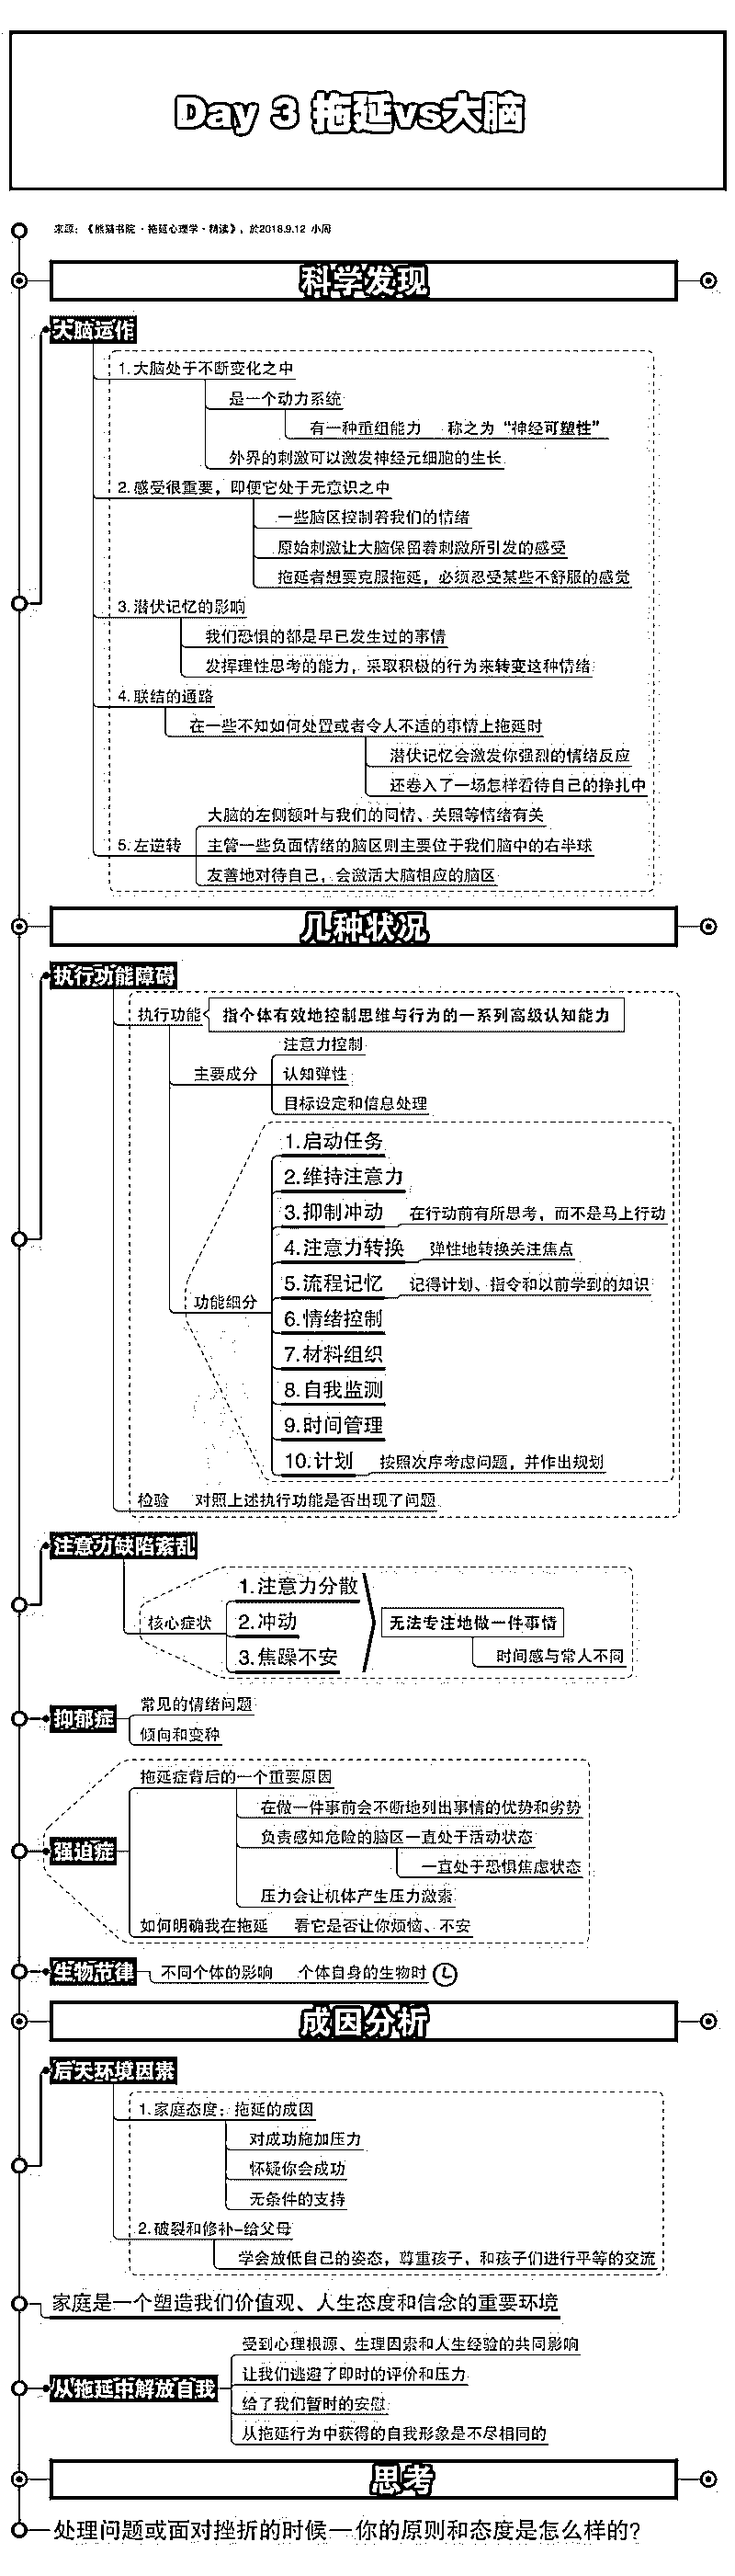 Day 3 拖延vs大脑
来源：《熊猫书院·拖延心理学·精读》，於2018.9.12 小周
科学发现
大脑运作
1.大脑处于不断变化之中
是一个动力系统
有一种重组能力 称之为“神经可塑性”
外界的刺激可以激发神经元细胞的生长
2.感受很重要，即便它处于无意识之中
一些脑区控制着我们的情绪
原始刺激让大脑保留着刺激所引发的感受
拖延者想要克服拖延，必须忍受某些不舒服的感觉
3.潜伏记忆的影响
我们恐惧的都是早已发生过的事情
发挥理性思考的能力，采取积极的行为来转变这种情绪
4.联结的通路
在一些不知如何处置或者令人不适的事情上拖延时
潜伏记忆会激发你强烈的情绪反应
还卷入了一场怎样看待自己的挣扎中
大脑的左侧额叶与我们的同情、关照等情绪有关
5.左逆转 主管一些负面情绪的脑区则主要位于我们脑中的右半球
友善地对待自己，会激活大脑相应的脑区
几种状况
执行功能障碍
执行功能 指个体有效地控制思维与行为的一系列高级认知能力
注意力控制
主要成分 认知弹性
目标设定和信息处理
1.启动任务
2.维持注意力
3.抑制冲动 在行动前有所思考，而不是马上行动
4.注意力转换 弹性地转换关注焦点
5.流程记忆 记得计划、指令和以前学到的知识
功能细分
6.情绪控制
7.材料组织
8.自我监测
9.时间管理
10.计划 按照次序考虑问题，并作出规划
检验 对照上述执行功能是否出现了问题
注意力缺陷紊乱
1.注意力分散
核心症状 2.冲动 无法专注地做一件事情
3.焦躁不安 时间感与常人不同
常见的情绪问题
抑郁症
倾向和变种
拖延症背后的一个重要原因
在做一件事前会不断地列出事情的优势和劣势
负责感知危险的脑区一直处于活动状态
强迫症
一直处于恐惧焦虑状态
压力会让机体产生压力激素
如何明确我在拖延 看它是否让你烦恼、不安
生物节律 不同个体的影响 个体自身的生物时
成因分析
后天环境因素
1.家庭态度：拖延的成因
对成功施加压力
怀疑你会成功
无条件的支持
2.破裂和修补-给父母
学会放低自己的姿态，尊重孩子，和孩子们进行平等的交流
家庭是一个塑造我们价值观、人生态度和信念的重要环境
受到心理根源、生理因素和人生经验的共同影响
让我们逃避了即时的评价和压力
从拖延中解放自我
给了我们暂时的安慰
从拖延行为中获得的自我形象是不尽相同的
思考
处理问题或面对挫折的时候—你的原则和态度是怎么样的？